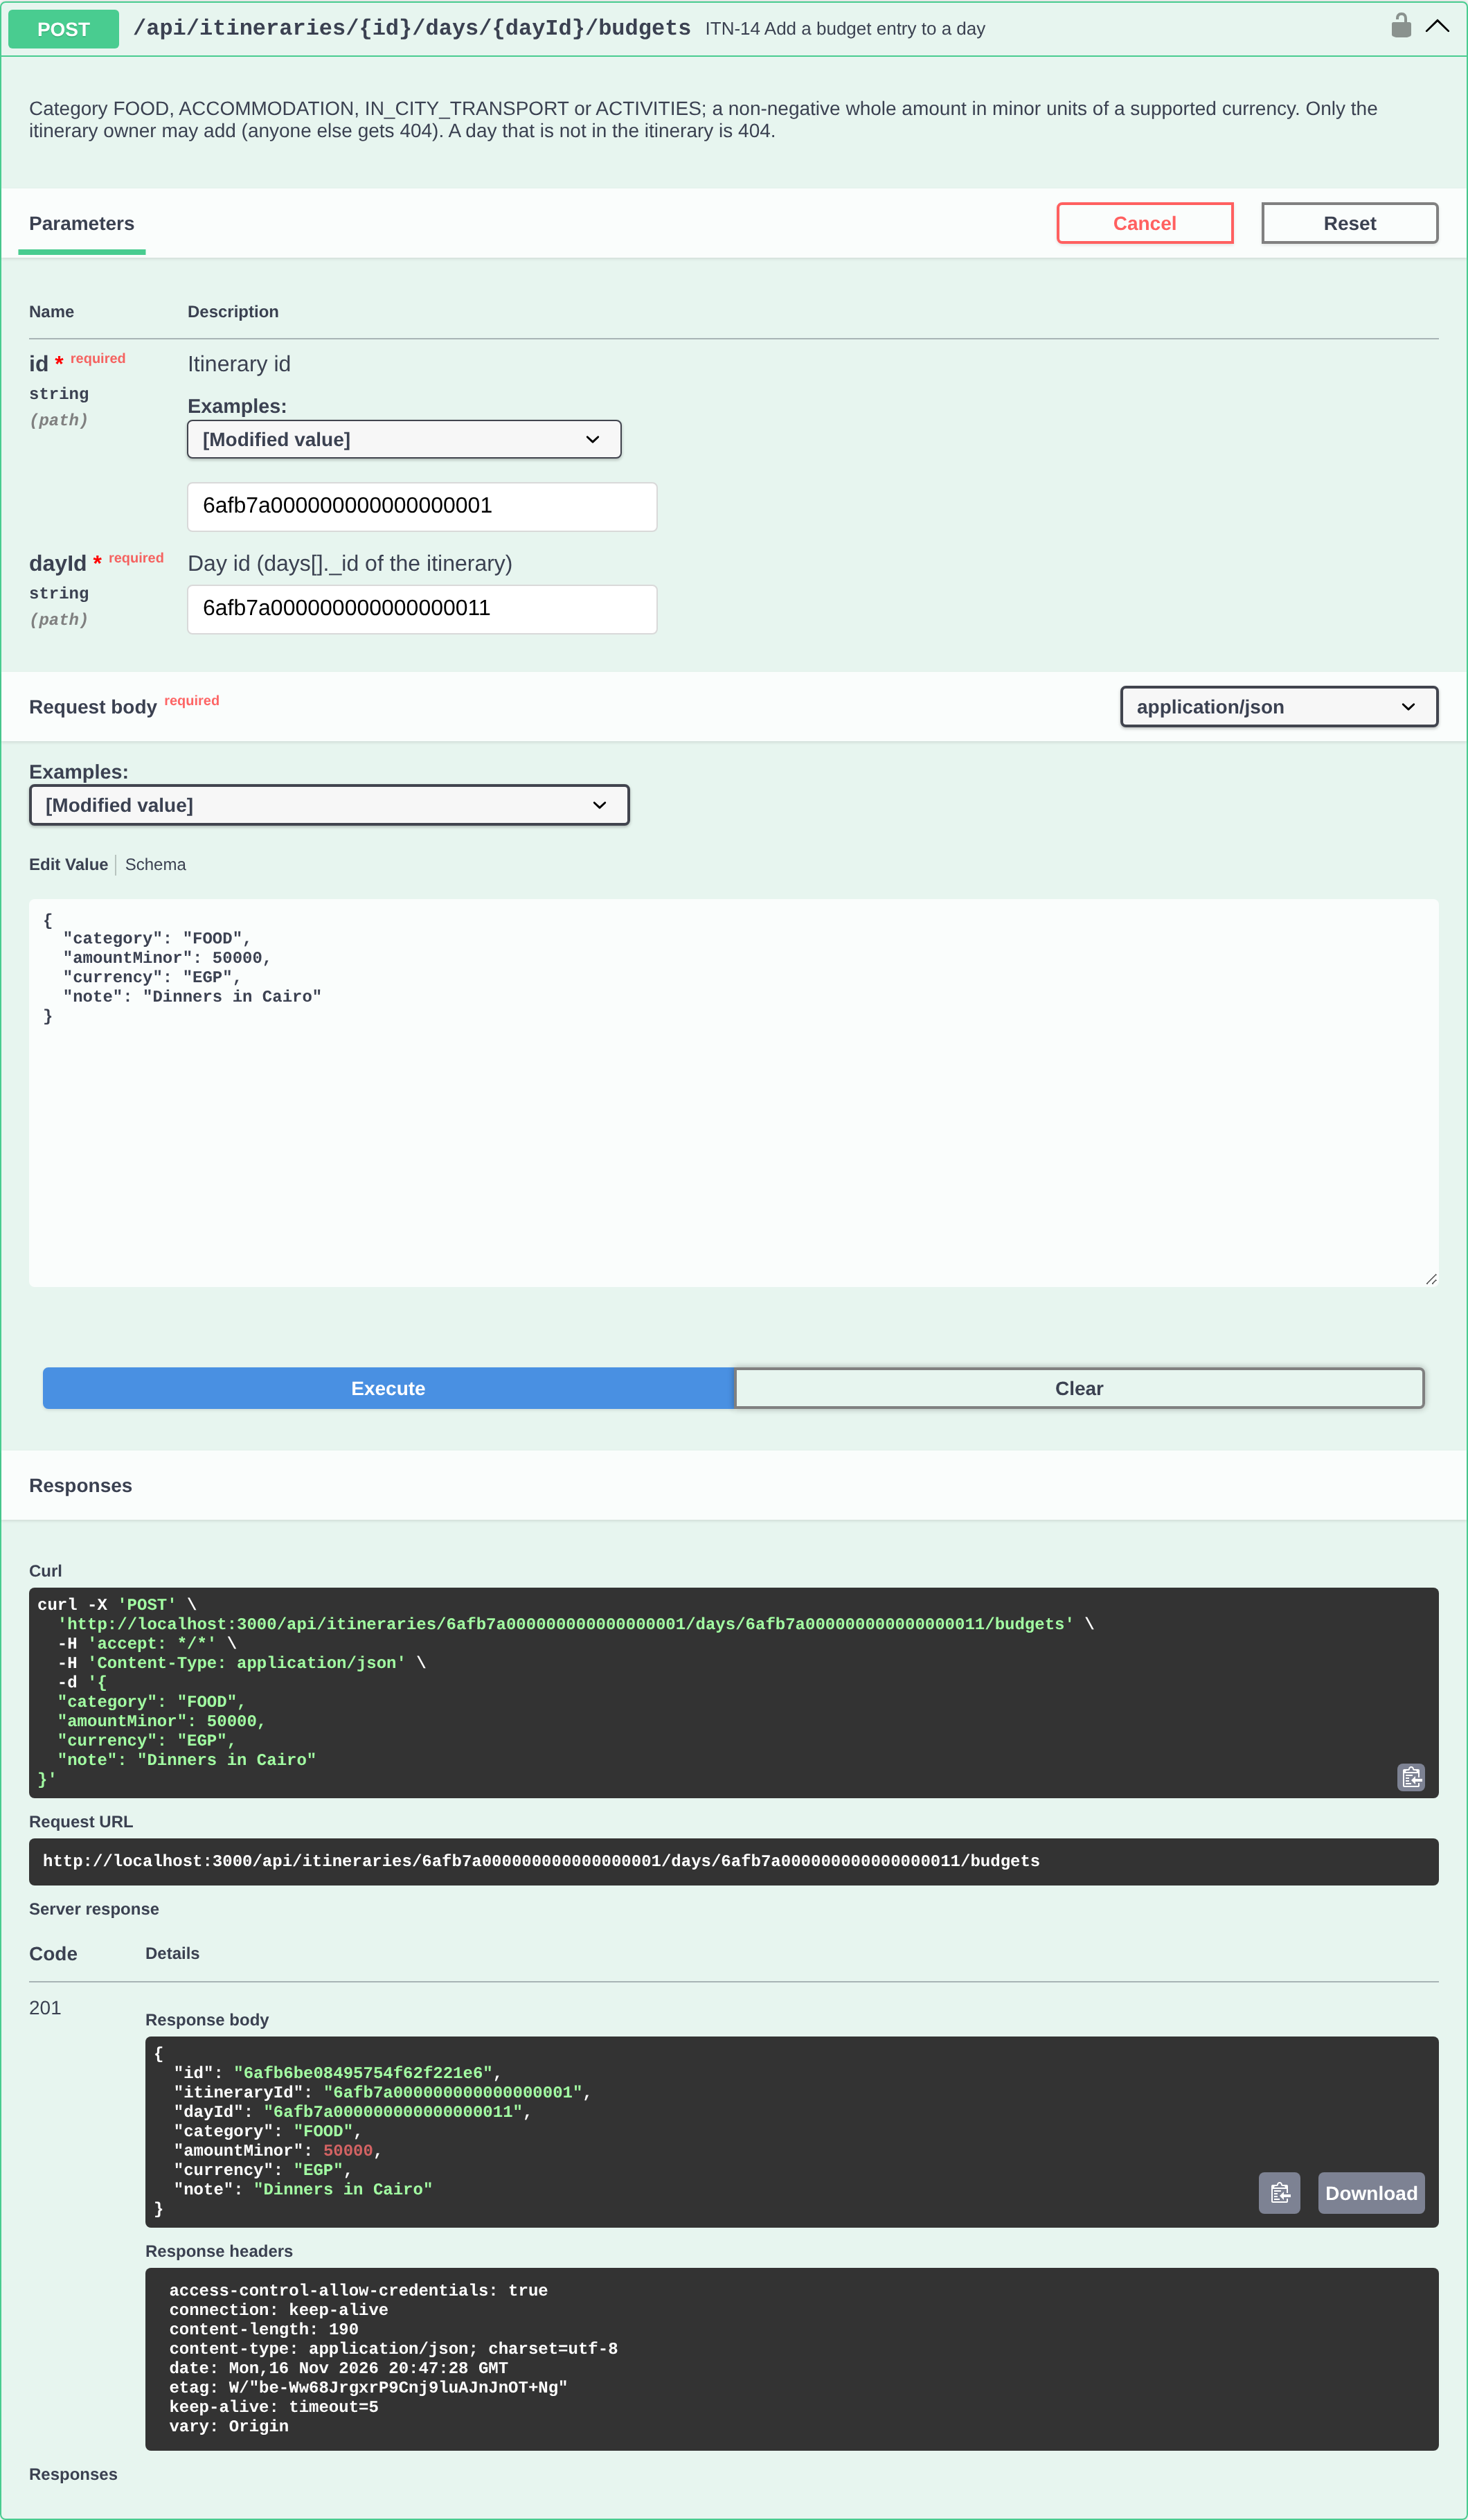 POST /api/itineraries/{id}/days/{dayId}/budgets ITN-14 Add a budget entry to a day
Category FOOD, ACCOMMODATION, IN_CITY_TRANSPORT or ACTIVITIES; a non-negative whole amount in minor units of a supported currency. Only the
itinerary owner may add (anyone else gets 404). A day that is not in the itinerary is 404.
Parameters Cancel Reset
Name Description
id * required Itinerary id
string
(path)
Examples:
[Modified value]
6afb7a000000000000000001
dayId * required Day id (days[]._id of the itinerary)
string
(path)
6afb7a000000000000000011
Request body required application/json
Examples:
[Modified value]
Edit Value Schema
{
  "category": "FOOD",
  "amountMinor": 50000,
  "currency": "EGP",
  "note": "Dinners in Cairo"
}
Execute Clear
Responses
Curl
curl -X 'POST' \
  'http://localhost:3000/api/itineraries/6afb7a000000000000000001/days/6afb7a000000000000000011/budgets' \
  -H 'accept: */*' \
  -H 'Content-Type: application/json' \
  -d '{
  "category": "FOOD",
  "amountMinor": 50000,
  "currency": "EGP",
  "note": "Dinners in Cairo"
}'
Request URL
http://localhost:3000/api/itineraries/6afb7a000000000000000001/days/6afb7a000000000000000011/budgets
Server response
Code Details
201
Response body
{
  "id": "6afb6be08495754f62f221e6",
  "itineraryId": "6afb7a000000000000000001",
  "dayId": "6afb7a000000000000000011",
  "category": "FOOD",
  "amountMinor": 50000,
  "currency": "EGP",
  "note": "Dinners in Cairo"
}
Download
Response headers
access-control-allow-credentials: true
connection: keep-alive
content-length: 190
content-type: application/json; charset=utf-8
date: Mon,16 Nov 2026 20:47:28 GMT
etag: W/"be-Ww68JrgxrP9Cnj9luAJnJnOT+Ng"
keep-alive: timeout=5
vary: Origin
Responses